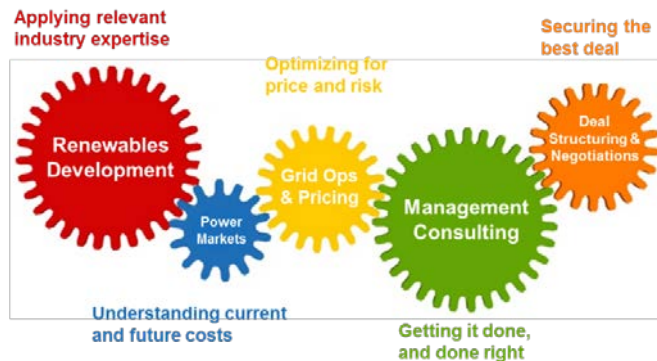 Applying relevant
industry expertise
Securing the
best deal
Optimizing for
price and risk
Renewables
Development
Power
Markets
Grid Ops
& Pricing
Management
Consulting
Deal
Structuring &
Negotiations
Understanding current
and future costs
Getting it done,
and done right